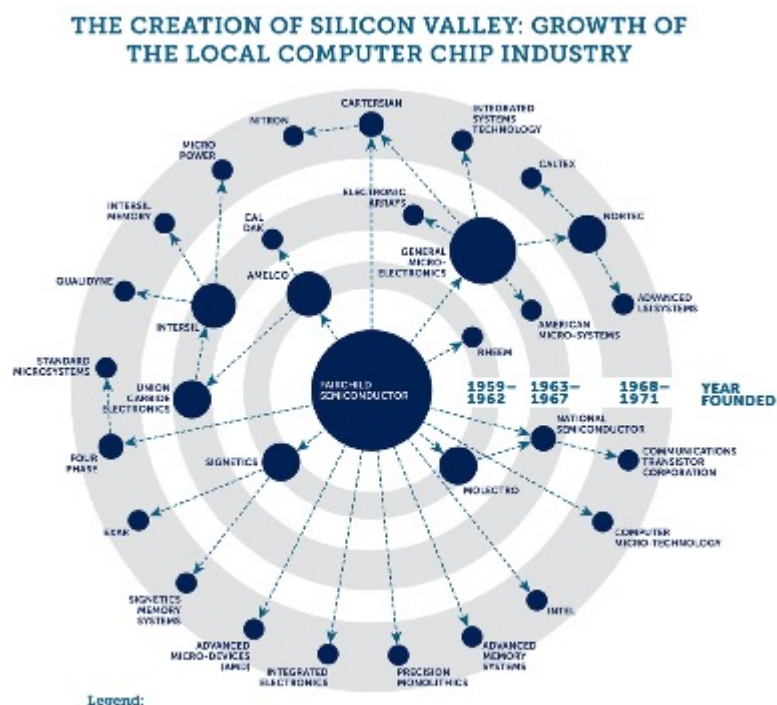 THE CREATION OF SILICON VALLEY: GROWTH OF
THE LOCAL COMPUTER CHIP INDUSTRY
CARTERSIAN
NITRON
INTEGRATED
SYSTEMS
TECHNOLOGY
MICRO
POWER
CALTEX
ELECTRONIC
ARRAYS
INTERSIL
MEMORY
CAL
DAK
NORTEC
GENERAL
MICRO-
ELECTRONICS
AMELCO
QUALIDYNE
ADVANCED
LSI SYSTEMS
INTERSIL
AMERICAN
MICRO-SYSTEMS
RHEEM
STANDARD
MICROSYSTEMS
UNION
CARBIDE
ELECTRONICS
FAIRCHILD
SEMICONDUCTOR
1959–
1962
1963–
1967
1968–
1971
YEAR
FOUNDED
NATIONAL
SEMICONDUCTOR
FOUR
PHASE
SIGNETICS
COMMUNICATIONS
TRANSISTOR
CORPORATION
MOLECTRO
EXAR
COMPUTER
MICRO-TECHNOLOGY
SIGNETICS
MEMORY
SYSTEMS
INTEL
ADVANCED
MICRO-DEVICES
(AMD)
INTEGRATED
ELECTRONICS
PRECISION
MONOLITHICS
ADVANCED
MEMORY
SYSTEMS
Legend: